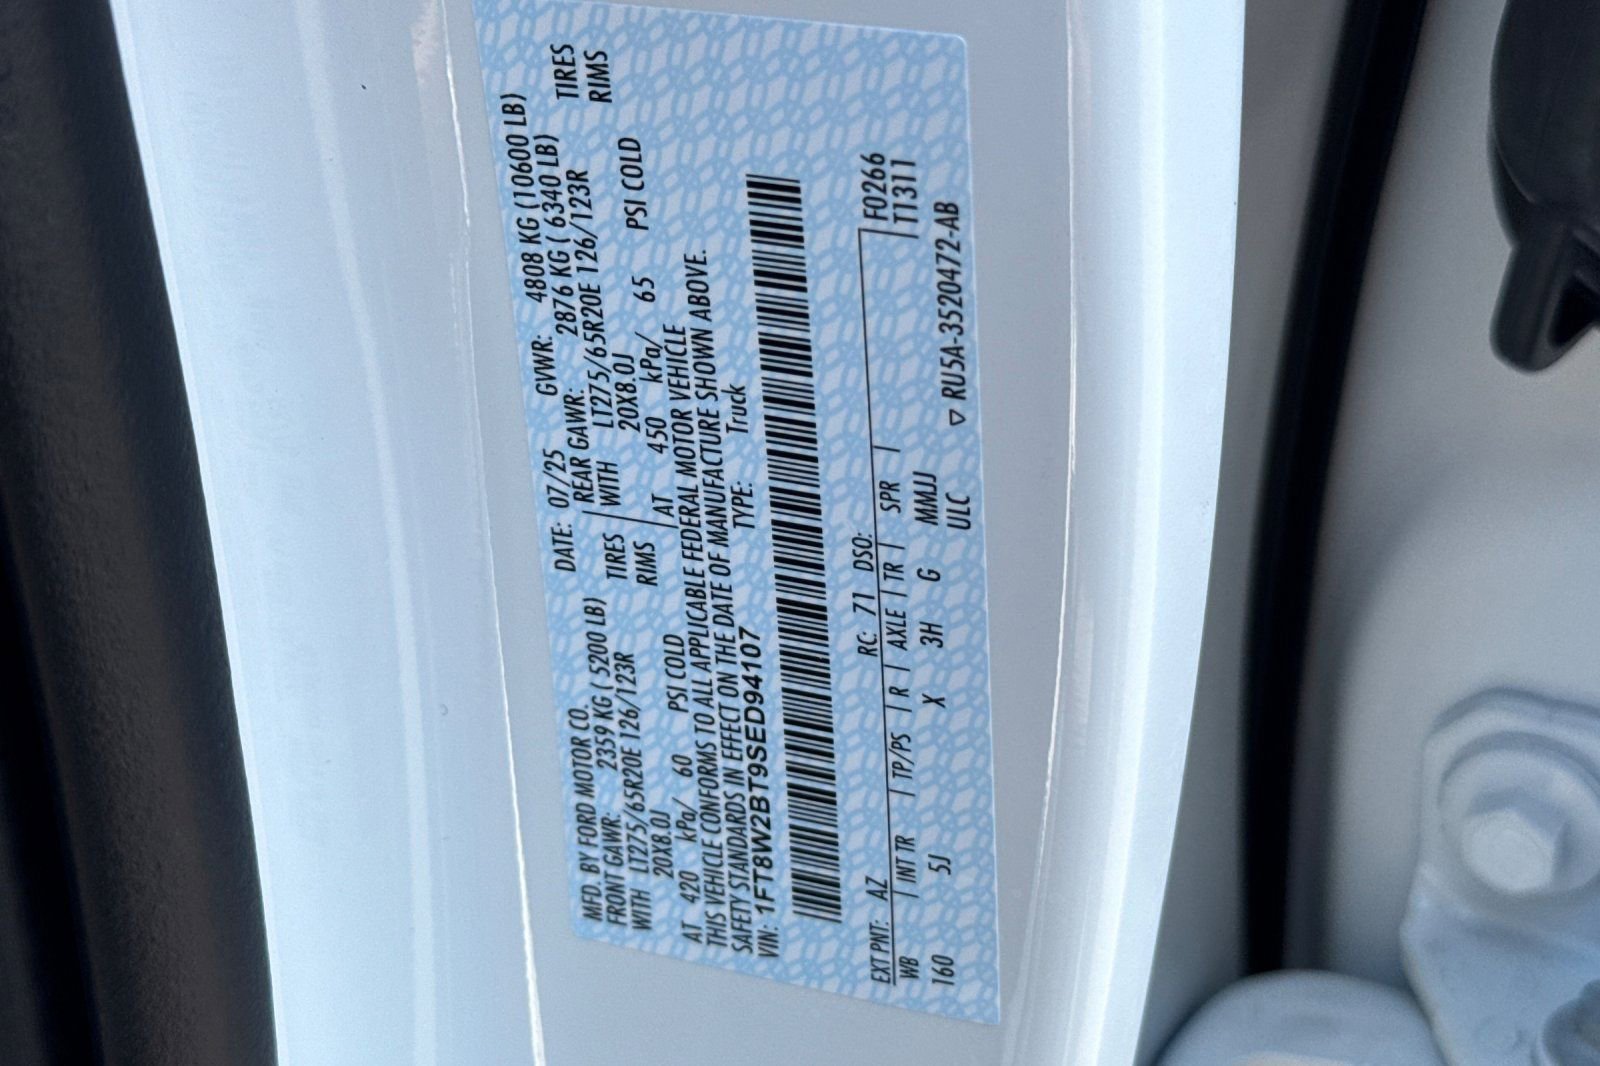 MFD. BY FORD MOTOR CO. DATE: 07/25 GVWR: 4808 KG (10600 LB)
FRONT GAWR: 2359 KG ( 5200 LB) REAR GAWR: 2876 KG ( 6340 LB)
WITH LT275/65R20E 126/123R TIRES WITH LT275/65R20E 126/123R TIRES
20X8.0J RIMS 20X8.0J RIMS
AT 420 kPa/ 60 PSI COLD AT 450 kPa/ 65 PSI COLD
THIS VEHICLE CONFORMS TO ALL APPLICABLE FEDERAL MOTOR VEHICLE
SAFETY STANDARDS IN EFFECT ON THE DATE OF MANUFACTURE SHOWN ABOVE.
VIN: 1FT8W2BT9SED94107 TYPE: Truck
EXT PNT: AZ RC: 71 DSO: F0266
WB INT TR TP/PS R AXLE TR SPR T1311
160 5J X 3H G MMJJ
ULC ▽ RU5A-3520472-AB